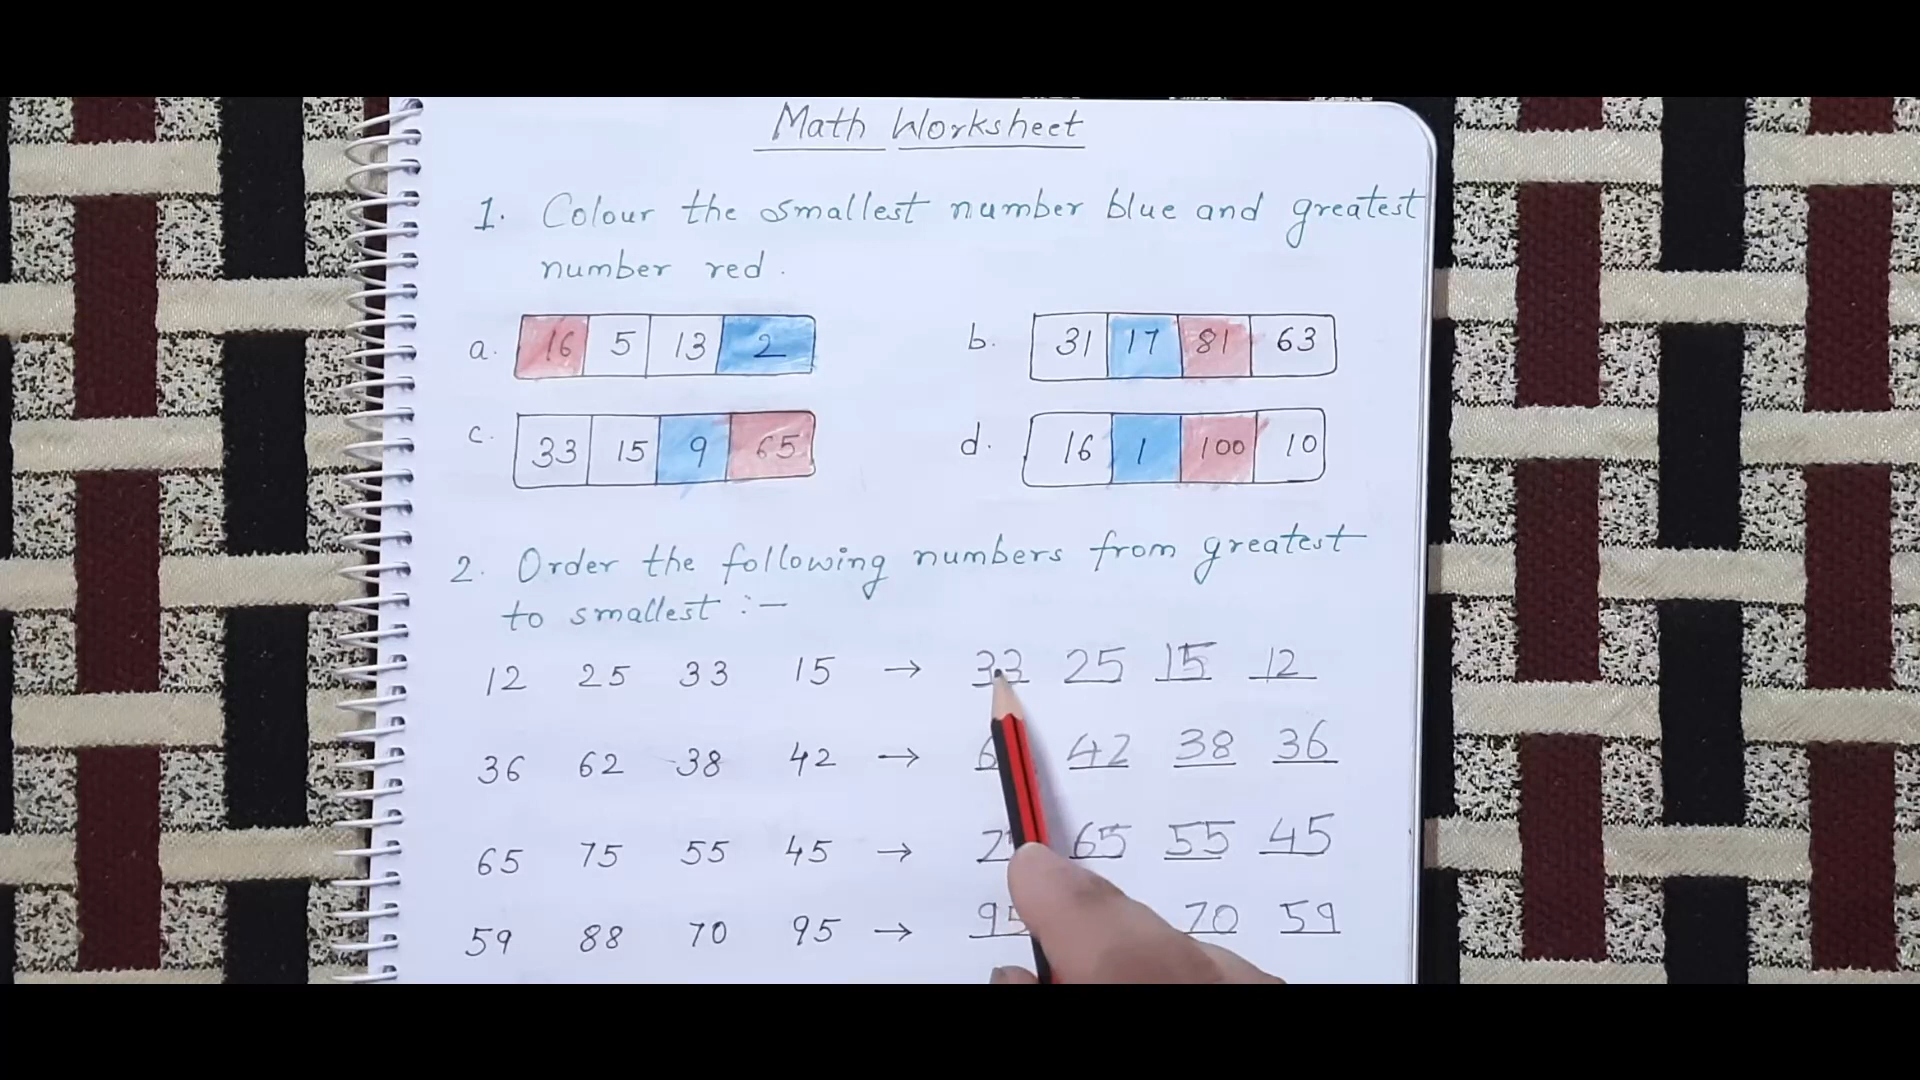 Math Worksheet
1. Colour the smallest number blue and greatest
number red.
a. 16 5 13 2
b. 31 17 81 63
c. 33 15 9 65
d. 16 1 100 10
2. Order the following numbers from greatest
to smallest :-
12 25 33 15 → 33 25 15 12
36 62 38 42 → 42 38 36
65 75 55 45 → 65 55 45
59 88 70 95 → 95 70 59